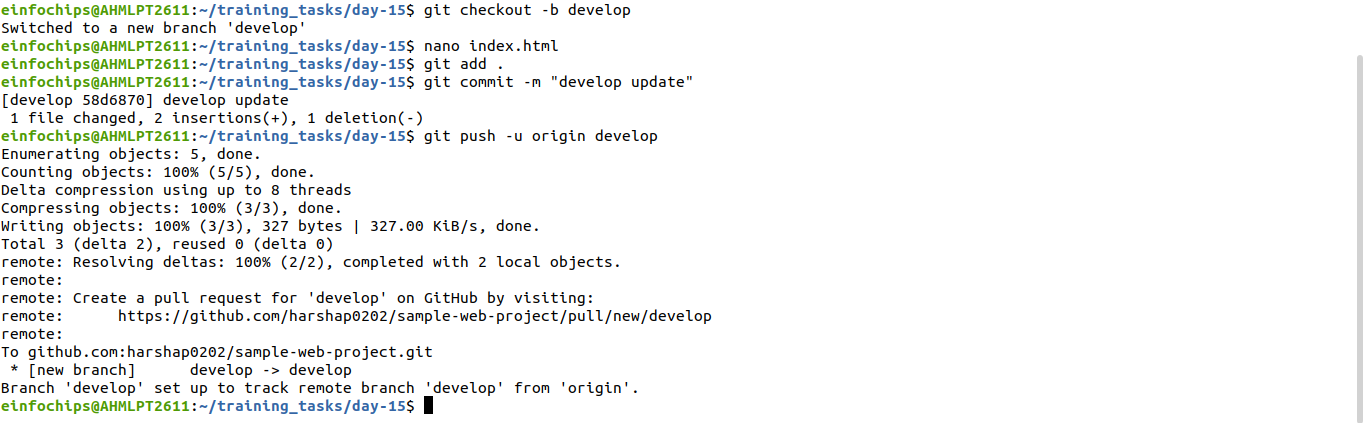 einfochips@AHMLPT2611:~/training_tasks/day-15$ git checkout -b develop
Switched to a new branch 'develop'
einfochips@AHMLPT2611:~/training_tasks/day-15$ nano index.html
einfochips@AHMLPT2611:~/training_tasks/day-15$ git add .
einfochips@AHMLPT2611:~/training_tasks/day-15$ git commit -m "develop update"
[develop 58d6870] develop update
 1 file changed, 2 insertions(+), 1 deletion(-)
einfochips@AHMLPT2611:~/training_tasks/day-15$ git push -u origin develop
Enumerating objects: 5, done.
Counting objects: 100% (5/5), done.
Delta compression using up to 8 threads
Compressing objects: 100% (3/3), done.
Writing objects: 100% (3/3), 327 bytes | 327.00 KiB/s, done.
Total 3 (delta 2), reused 0 (delta 0)
remote: Resolving deltas: 100% (2/2), completed with 2 local objects.
remote:
remote: Create a pull request for 'develop' on GitHub by visiting:
remote:      https://github.com/harshap0202/sample-web-project/pull/new/develop
remote:
To github.com:harshap0202/sample-web-project.git
 * [new branch]      develop -> develop
Branch 'develop' set up to track remote branch 'develop' from 'origin'.
einfochips@AHMLPT2611:~/training_tasks/day-15$